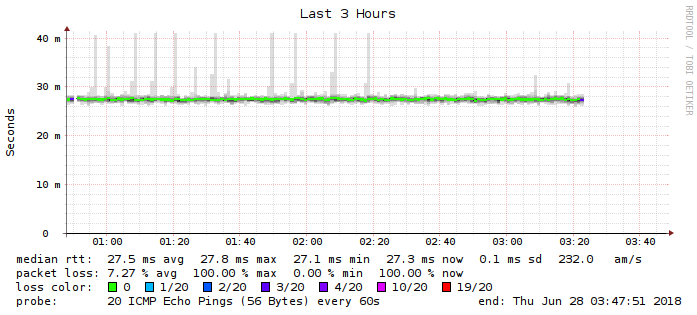 Last 3 Hours
RRDTOOL / TOBI OETIKER
Seconds
40 m
30 m
20 m
10 m
0
01:00 01:20 01:40 02:00 02:20 02:40 03:00 03:20 03:40
median rtt: 27.5 ms avg 27.8 ms max 27.1 ms min 27.3 ms now 0.1 ms sd 232.0 am/s
packet loss: 7.27 % avg 100.00 % max 0.00 % min 100.00 % now
loss color: 0 1/20 2/20 3/20 4/20 10/20 19/20
probe: 20 ICMP Echo Pings (56 Bytes) every 60s end: Thu Jun 28 03:47:51 2018